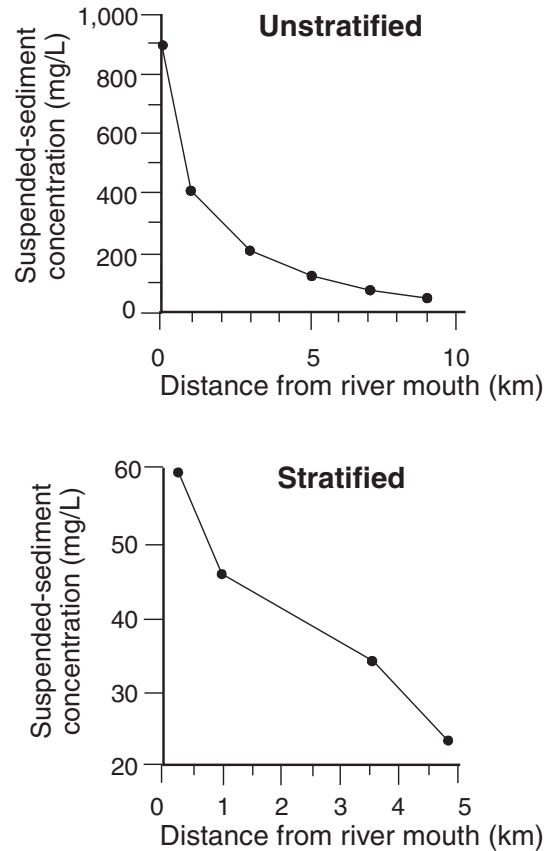 Unstratified
Suspended-sediment
concentration (mg/L)
1,000
800
600
400
200
0
0 5 10
Distance from river mouth (km)
Stratified
Suspended-sediment
concentration (mg/L)
60
50
40
30
20
0 1 2 3 4 5
Distance from river mouth (km)